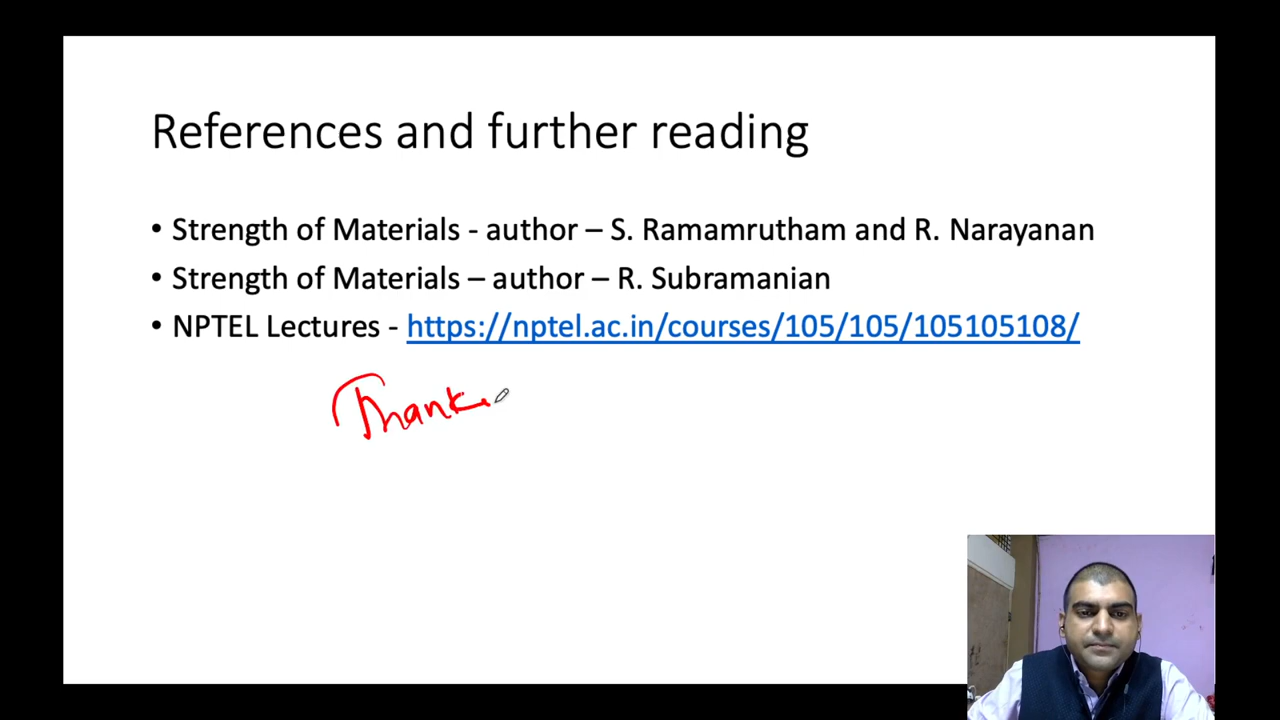 References and further reading
• Strength of Materials - author – S. Ramamrutham and R. Narayanan
• Strength of Materials – author – R. Subramanian
• NPTEL Lectures - https://nptel.ac.in/courses/105/105/105105108/
Thank